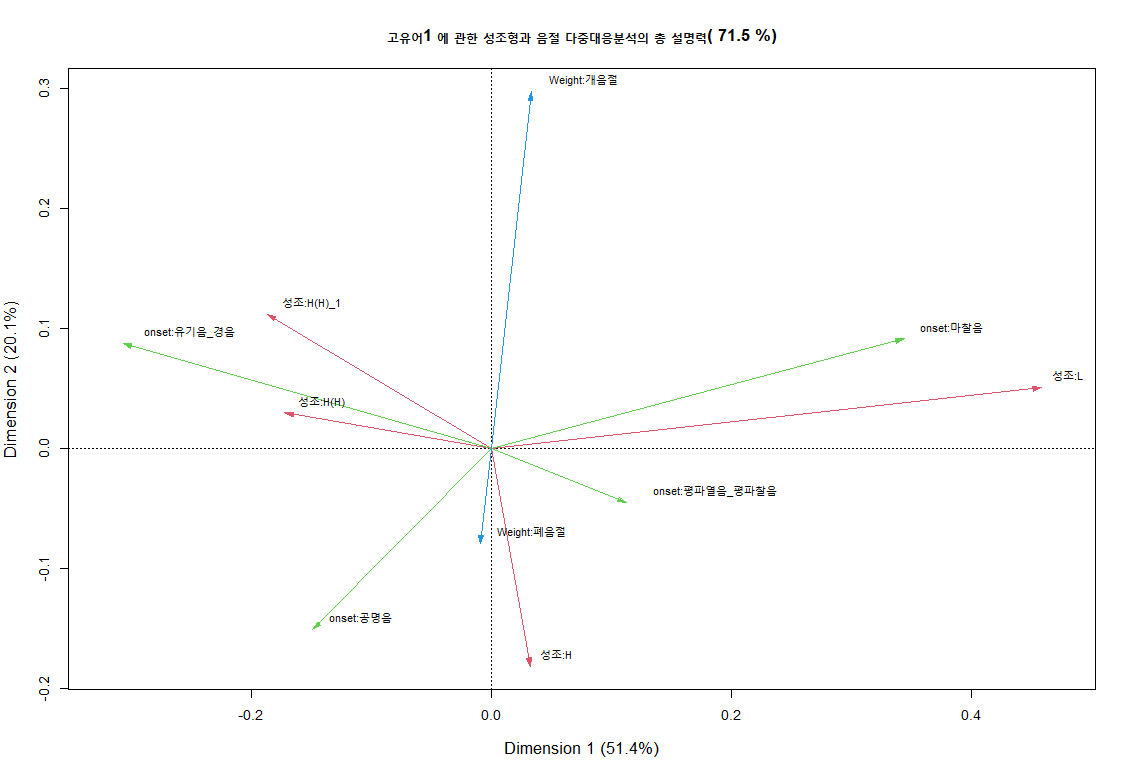 고유어1 에 관한 성조형과 음절 다중대응분석의 총 설명력( 71.5 %)
Weight:개음절
0.3
0.2
성조:H(H)_1
onset:유기음_경음
onset:마찰음
0.1
성조:L
성조:H(H)
Dimension 2 (20.1%)
0.0
onset:평파열음_평파찰음
Weight:폐음절
-0.1
onset:공명음
성조:H
-0.2
-0.2 0.0 0.2 0.4
Dimension 1 (51.4%)